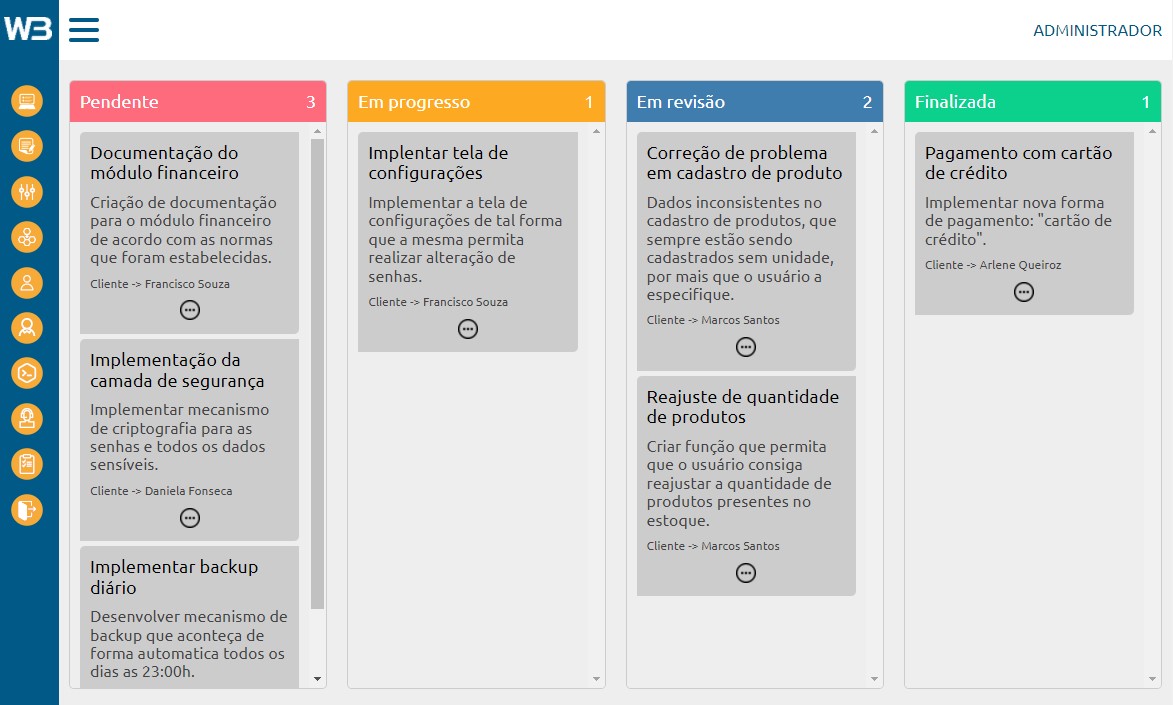 W3
ADMINISTRADOR
Pendente 3
Documentação do
módulo financeiro
Criação de documentação
para o módulo financeiro
de acordo com as normas
que foram estabelecidas.
Cliente -> Francisco Souza
Implementação da
camada de segurança
Implementar mecanismo
de criptografia para as
senhas e todos os dados
sensíveis.
Cliente -> Daniela Fonseca
Implementar backup
diário
Desenvolver mecanismo de
backup que aconteça de
forma automatica todos os
dias as 23:00h.
Em progresso 1
Implentar tela de
configurações
Implementar a tela de
configurações de tal forma
que a mesma permita
realizar alteração de
senhas.
Cliente -> Francisco Souza
Em revisão 2
Correção de problema
em cadastro de produto
Dados inconsistentes no
cadastro de produtos, que
sempre estão sendo
cadastrados sem unidade,
por mais que o usuário a
especifique.
Cliente -> Marcos Santos
Reajuste de quantidade
de produtos
Criar função que permita
que o usuário consiga
reajustar a quantidade de
produtos presentes no
estoque.
Cliente -> Marcos Santos
Finalizada 1
Pagamento com cartão
de crédito
Implementar nova forma
de pagamento: "cartão de
crédito".
Cliente -> Arlene Queiroz